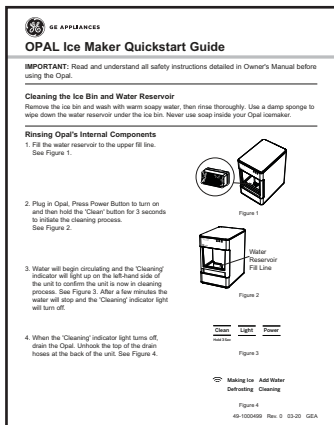 GE APPLIANCES
OPAL Ice Maker Quickstart Guide
IMPORTANT: Read and understand all safety instructions detailed in Owner's Manual before
using the Opal.
Cleaning the Ice Bin and Water Reservoir
Remove the ice bin and wash with warm soapy water, then rinse thoroughly. Use a damp sponge to
wipe down the water reservoir under the ice bin. Never use soap inside your Opal icemaker.
Rinsing Opal's Internal Components
1. Fill the water reservoir to the upper fill line.
See Figure 1.
Figure 1
2. Plug in Opal, Press Power Button to turn on
and then hold the 'Clean' button for 3 seconds
to initiate the cleaning process.
See Figure 2.
Water
Reservoir
Fill Line
Figure 2
3. Water will begin circulating and the 'Cleaning'
indicator will light up on the left-hand side of
the unit to confirm the unit is now in cleaning
process. See Figure 3. After a few minutes the
water will stop and the 'Cleaning' indicator light
will turn off.
Clean Light Power
Hold 3 Sec
Figure 3
4. When the 'Cleaning' indicator light turns off,
drain the Opal. Unhook the top of the drain
hoses at the back of the unit. See Figure 4.
Making Ice Add Water
Defrosting Cleaning
Figure 4
49-1000499 Rev. 0 03-20 GEA